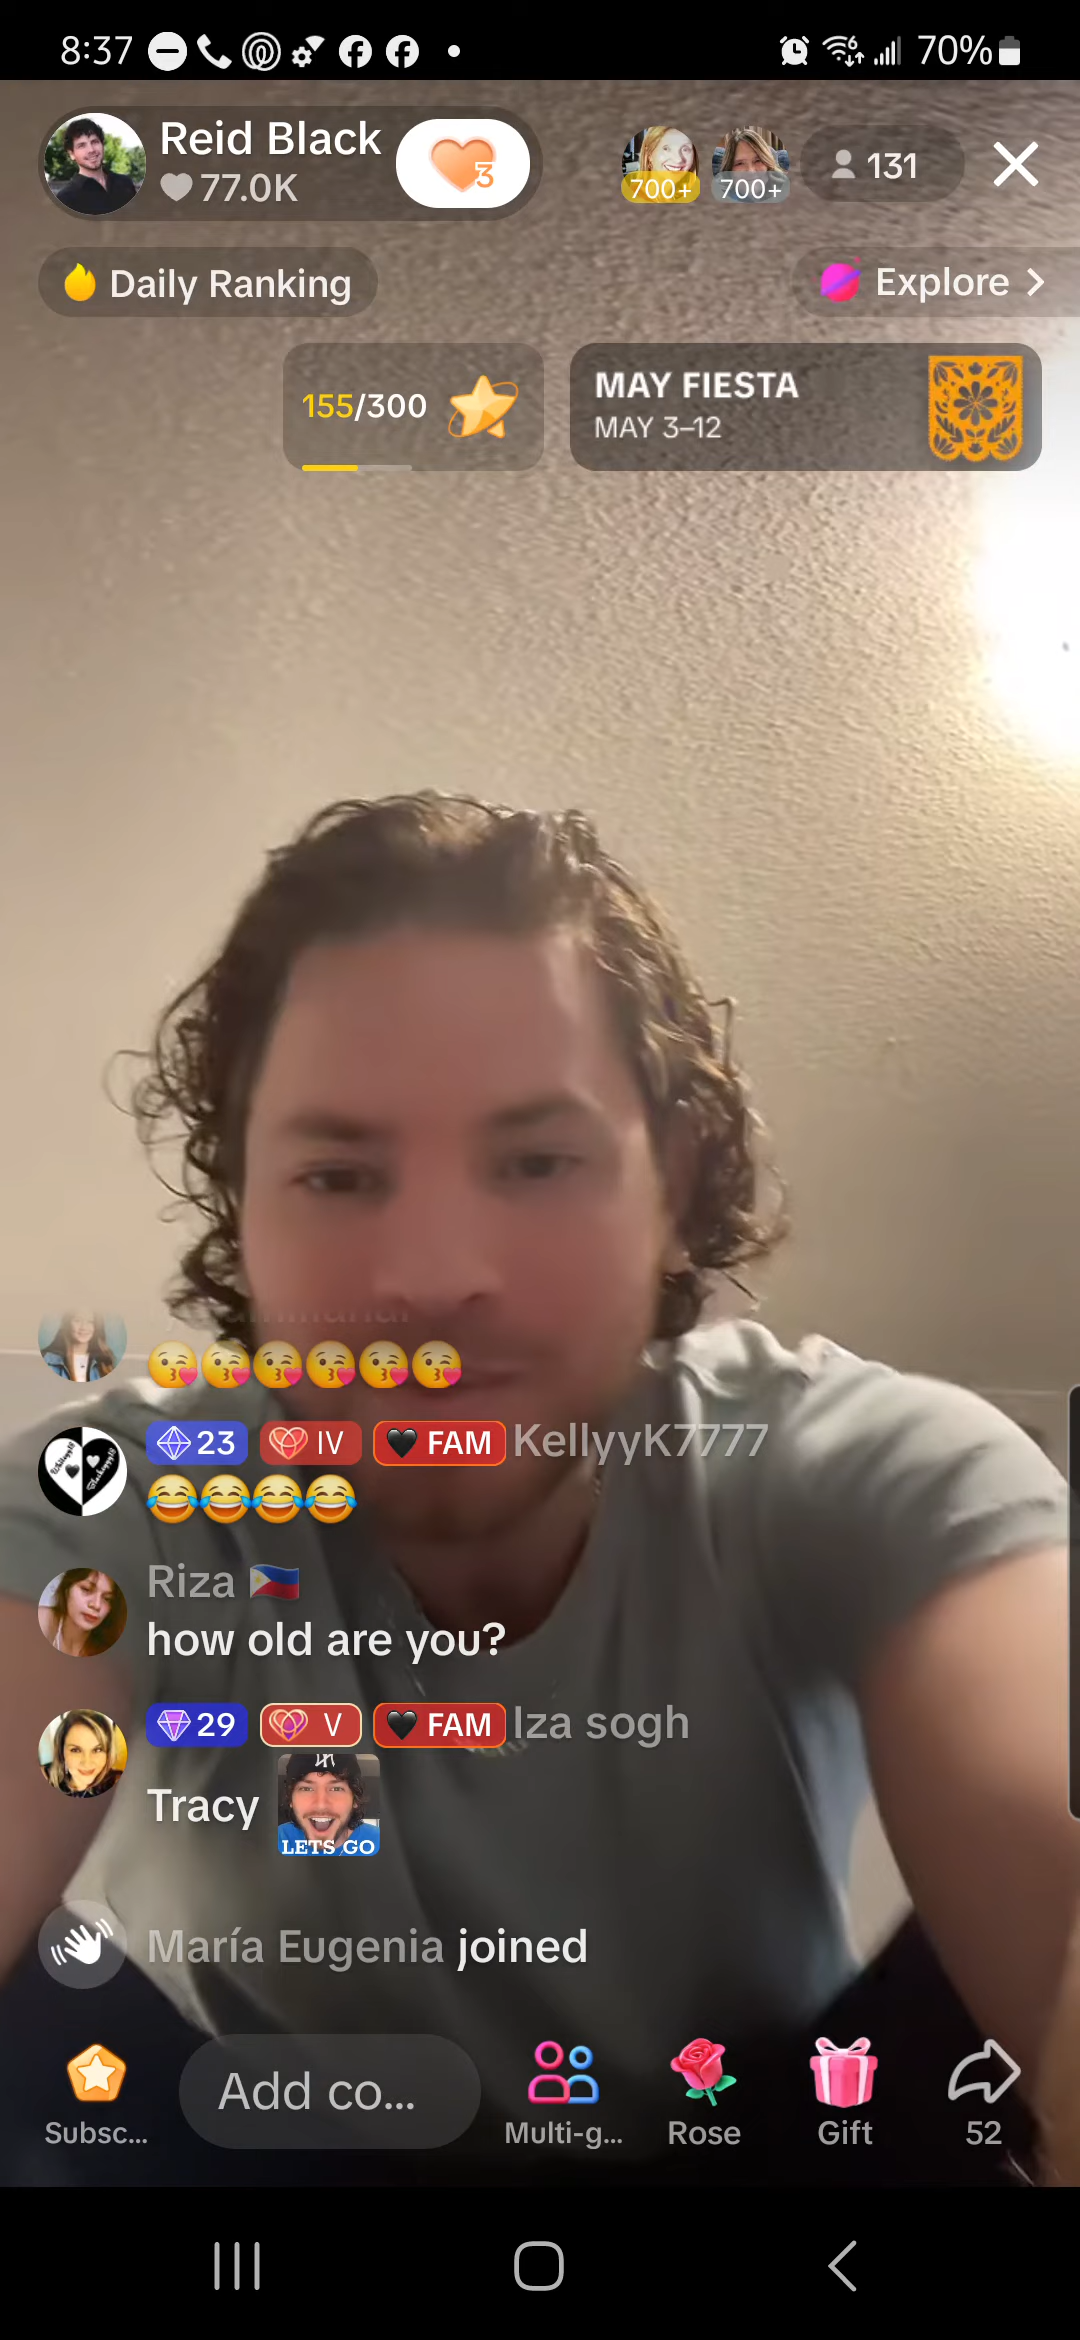 8:37
70%
Reid Black
77.0K
3
700+
700+
131
Daily Ranking
Explore
155/300
MAY FIESTA
MAY 3–12
23 IV FAM KellyyK7777
Riza
how old are you?
29 V FAM Iza sogh
Tracy
LETS GO
María Eugenia joined
Subsc...
Add co...
Multi-g...
Rose
Gift
52